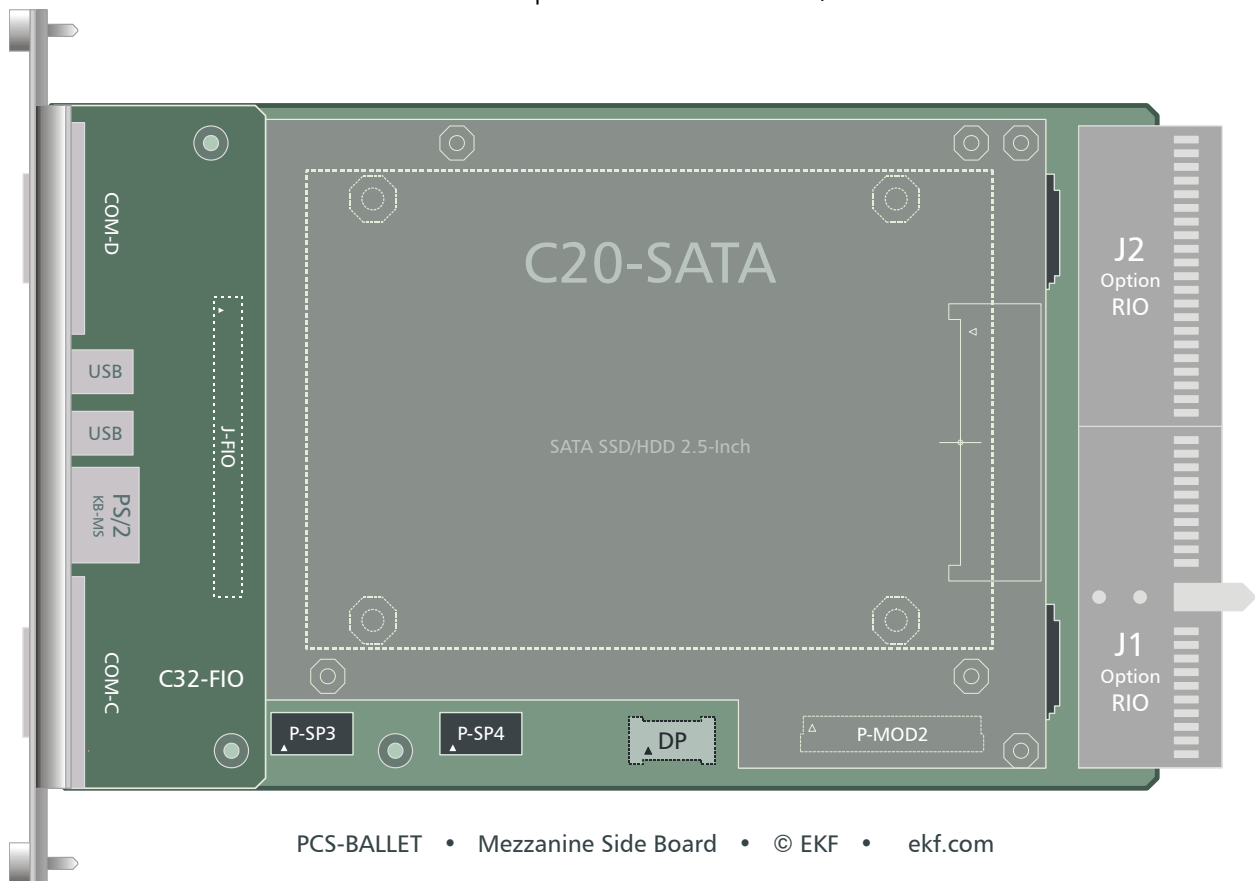 COM-D
C20-SATA
J2
Option
RIO
USB
USB
J-FIO
SATA SSD/HDD 2.5-Inch
PS/2
KB-MS
COM-C
C32-FIO
J1
Option
RIO
P-SP3
P-SP4
DP
P-MOD2
PCS-BALLET • Mezzanine Side Board • © EKF • ekf.com